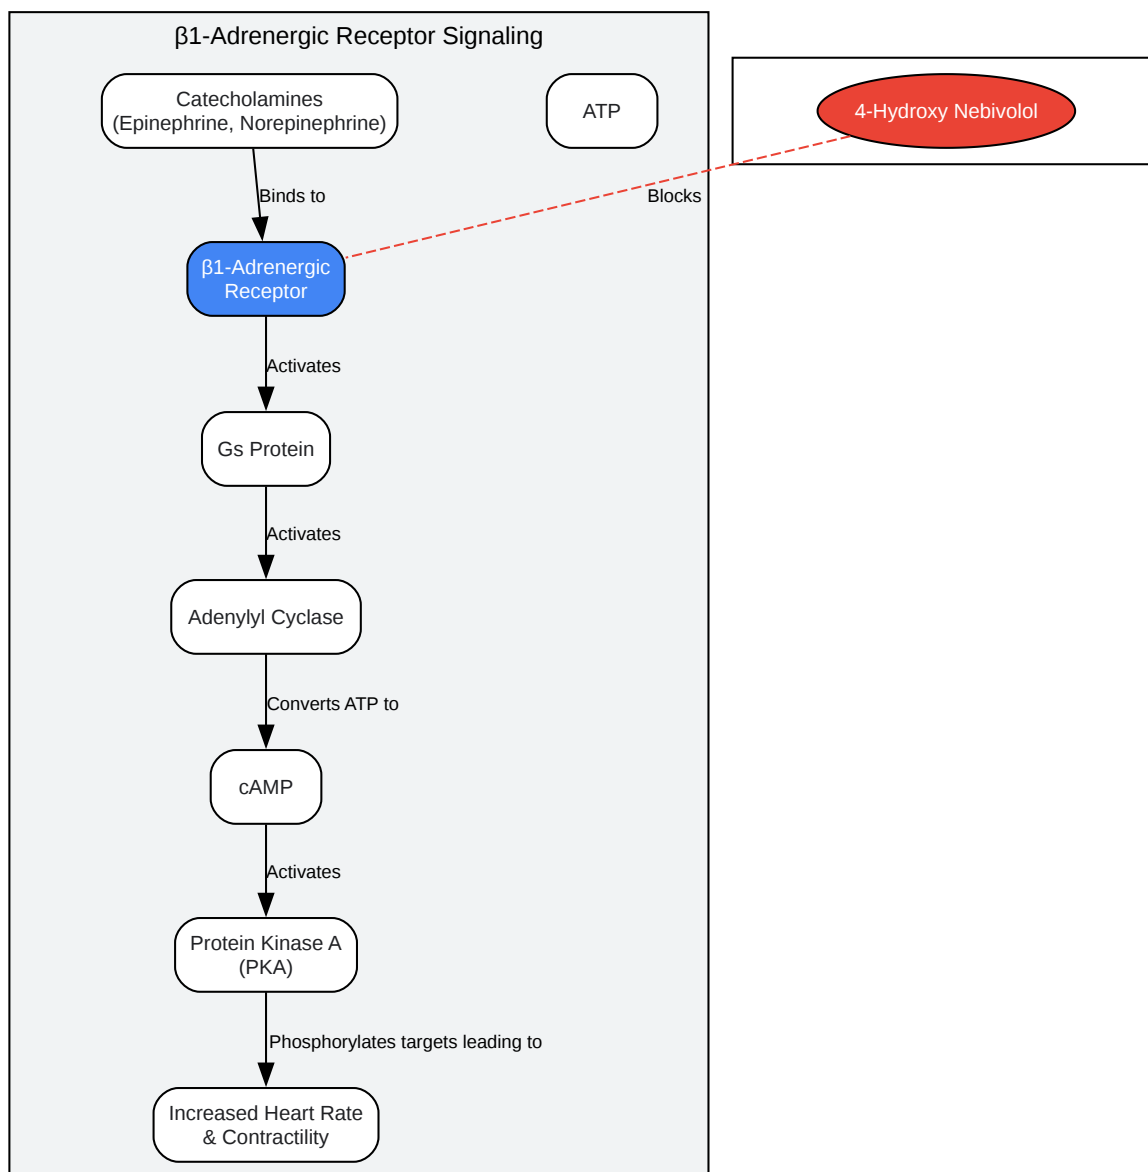 β1-Adrenergic Receptor Signaling
Catecholamines
(Epinephrine, Norepinephrine)
ATP
4-Hydroxy Nebivolol
Binds to
Blocks
β1-Adrenergic
Receptor
Activates
Gs Protein
Activates
Adenylyl Cyclase
Converts ATP to
cAMP
Activates
Protein Kinase A
(PKA)
Phosphorylates targets leading to
Increased Heart Rate
& Contractility